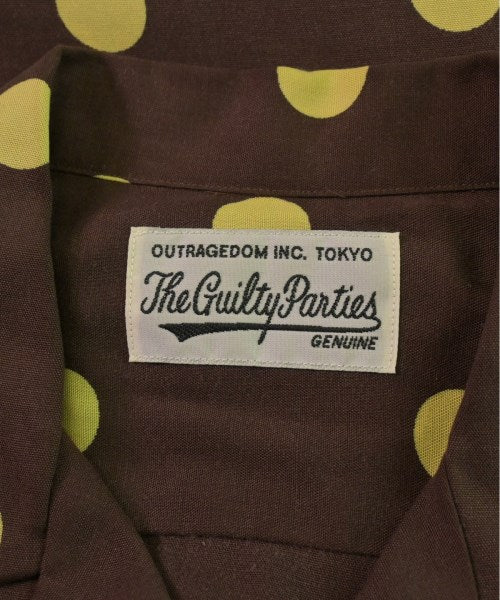 OUTRAGEDOM INC. TOKYO
The Guilty Parties
GENUINE